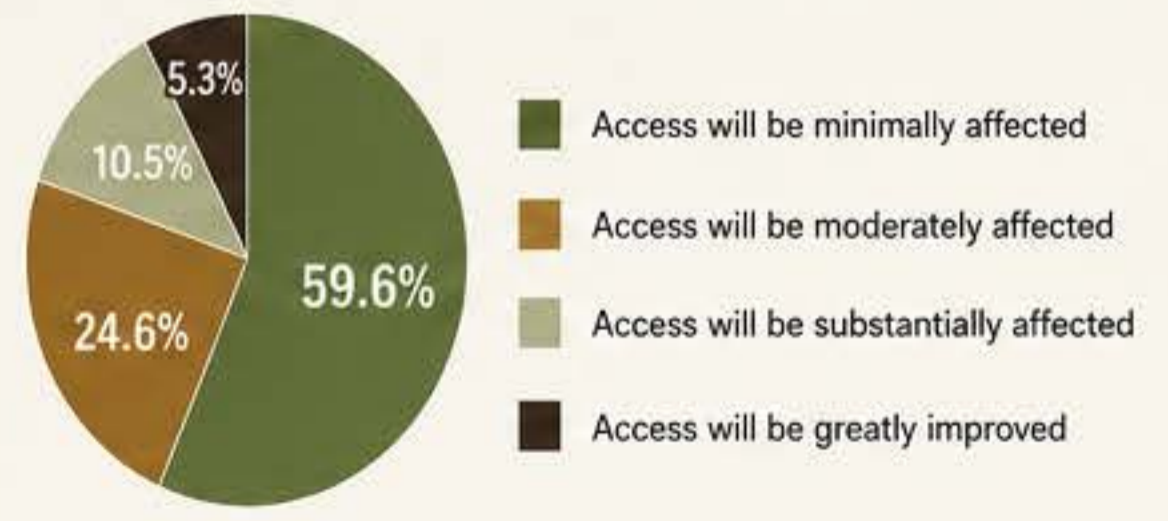 5.3%
10.5%
59.6%
24.6%
Access will be minimally affected
Access will be moderately affected
Access will be substantially affected
Access will be greatly improved